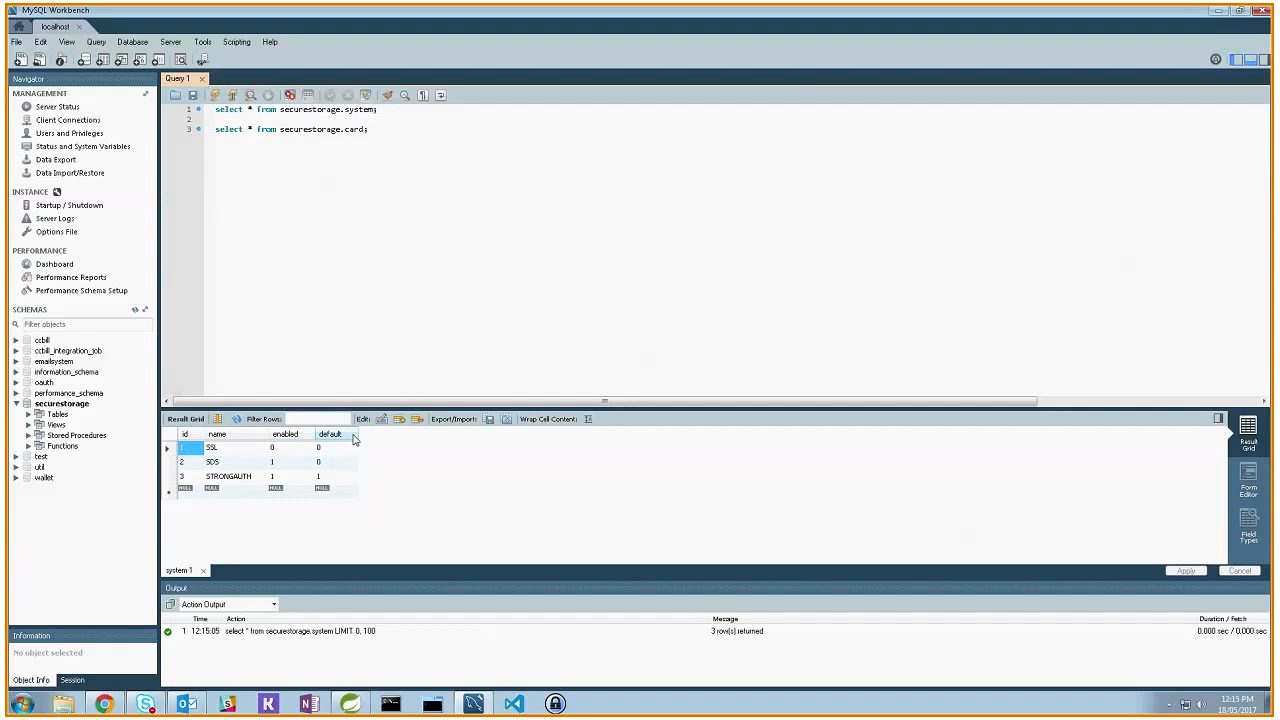 MySQL Workbench
localhost
File Edit View Query Database Server Tools Scripting Help
Navigator
MANAGEMENT
Server Status
Client Connections
Users and Privileges
Status and System Variables
Data Export
Data Import/Restore
INSTANCE
Startup / Shutdown
Server Logs
Options File
PERFORMANCE
Dashboard
Performance Reports
Performance Schema Setup
SCHEMAS
Filter objects
ccbill
ccbill_integration_job
emailsystem
information_schema
oauth
performance_schema
securestorage
Tables
Views
Stored Procedures
Functions
test
util
wallet
Information
No object selected
Object Info Session
Query 1
1 select * from securestorage.system;
2
3 select * from securestorage.card;
Result Grid Filter Rows: Edit: Export/Import: Wrap Cell Content:
id name enabled default
1 SSL 0 0
2 SDS 1 0
3 STRONGAUTH 1 1
NULL NULL NULL NULL
Result Grid
Form Editor
Field Types
system 1
Apply Cancel
Output
Action Output
Time Action Message Duration / Fetch
1 12:15:05 select * from securestorage.system LIMIT 0, 100 3 row(s) returned 0.000 sec / 0.000 sec
12:15 PM
18/05/2017